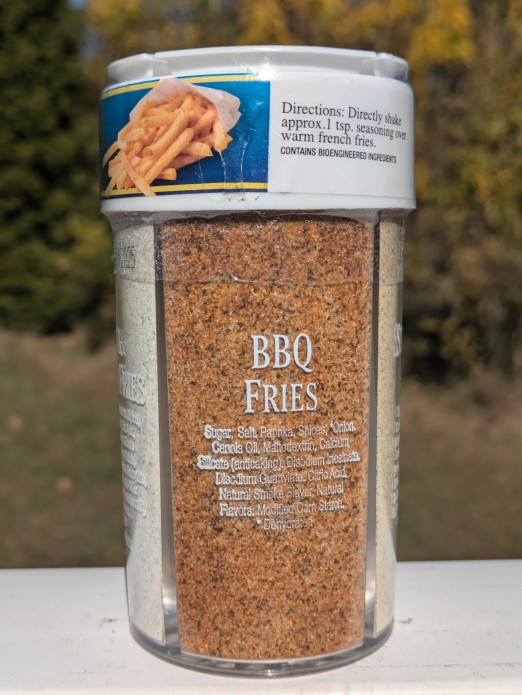 Directions: Directly shake
approx.1 tsp. seasoning over
warm french fries.
CONTAINS BIOENGINEERED INGREDIENTS
BBQ
FRIES
Sugar, Salt, Paprika, Spices, *Onion,
Canola Oil, Maltodextrin, Calcium
Silicate (anticaking), Disodium Inosinate,
Disodium Guanylate, Citric Acid,
Natural Smoke Flavor, Natural
Flavors, Modified Corn Starch.
*Dehydrated